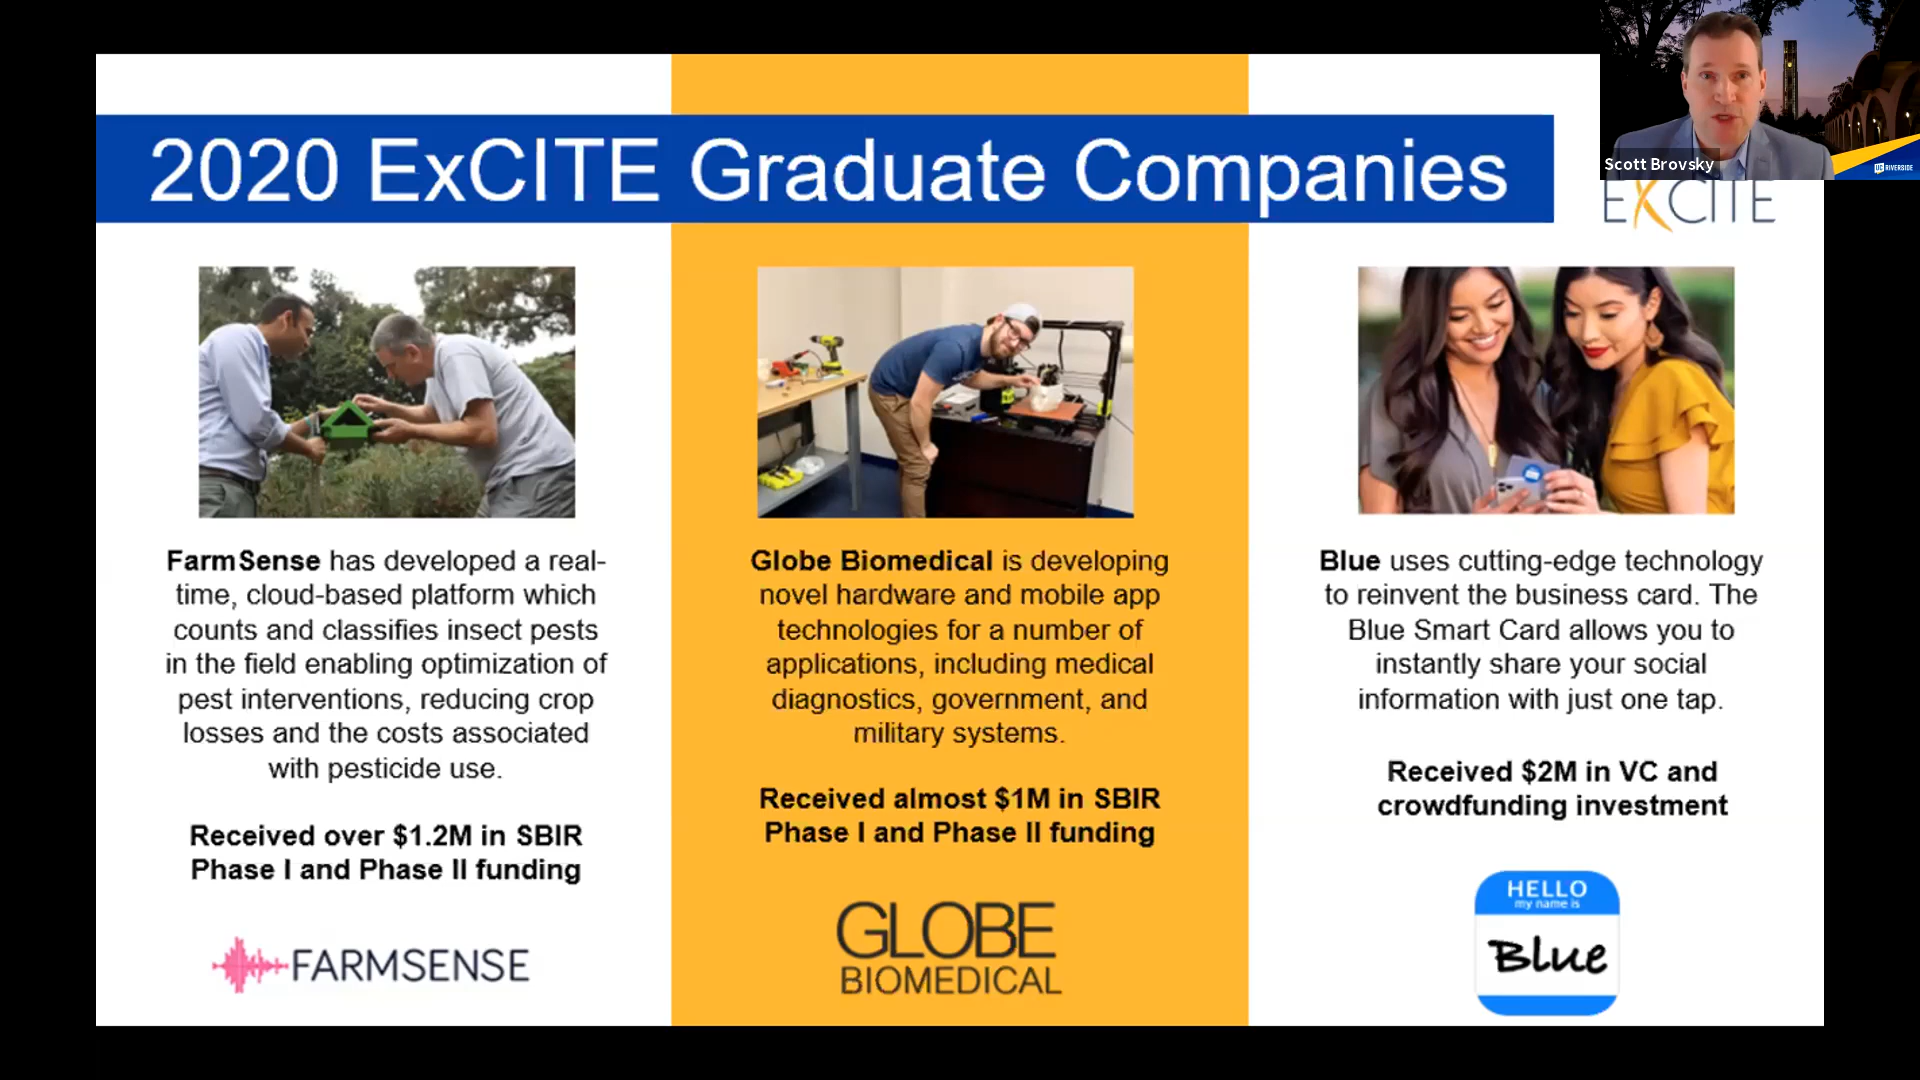 2020 ExCITE Graduate Companies
Scott Brovsky
UC RIVERSIDE
EXCITE
FarmSense has developed a real-
time, cloud-based platform which
counts and classifies insect pests
in the field enabling optimization of
pest interventions, reducing crop
losses and the costs associated
with pesticide use.
Received over $1.2M in SBIR
Phase I and Phase II funding
FARMSENSE
Globe Biomedical is developing
novel hardware and mobile app
technologies for a number of
applications, including medical
diagnostics, government, and
military systems.
Received almost $1M in SBIR
Phase I and Phase II funding
GLOBE
BIOMEDICAL
Blue uses cutting-edge technology
to reinvent the business card. The
Blue Smart Card allows you to
instantly share your social
information with just one tap.
Received $2M in VC and
crowdfunding investment
HELLO
my name is
Blue